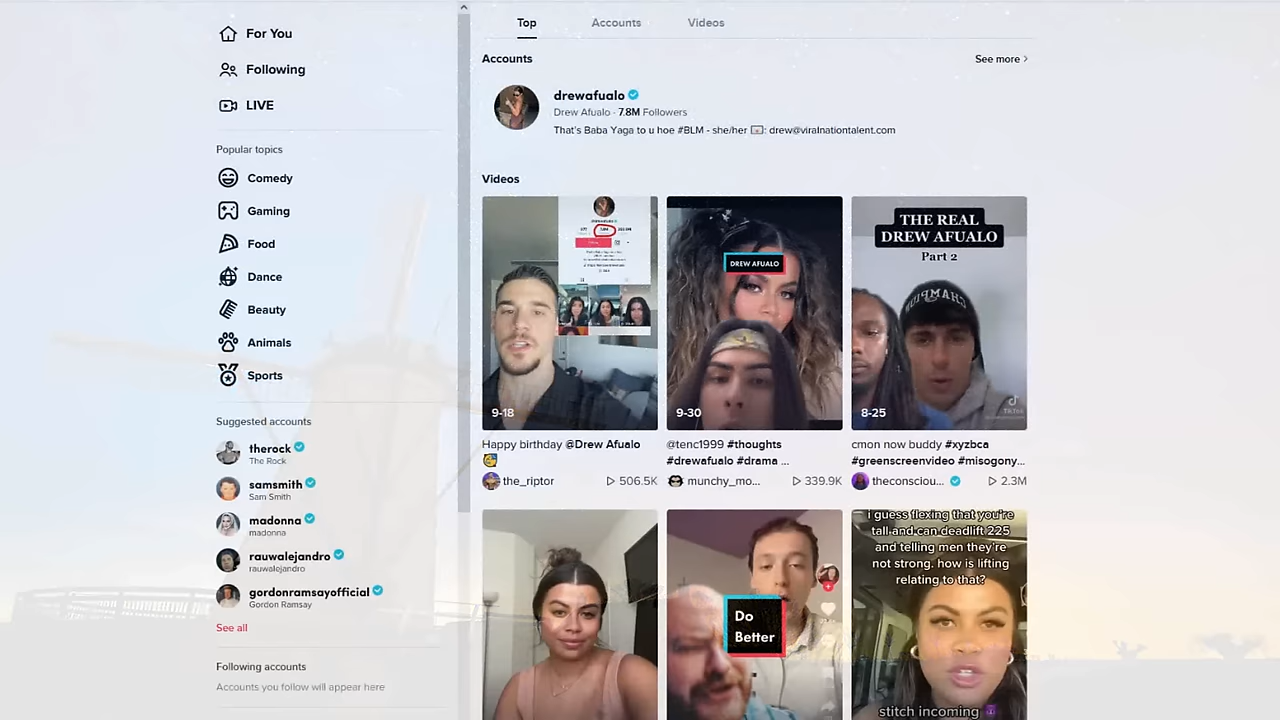 For You
Following
LIVE
Popular topics
Comedy
Gaming
Food
Dance
Beauty
Animals
Sports
Suggested accounts
therock
The Rock
samsmith
Sam Smith
madonna
madonna
rauwalejandro
rauwalejandro
gordonramsayofficial
Gordon Ramsay
See all
Following accounts
Accounts you follow will appear here
Top Accounts Videos
Accounts See more
drewafualo
Drew Afualo · 7.8M Followers
That's Baba Yaga to u hoe #BLM - she/her 📧: drew@viralnationtalent.com
Videos
9-18
Happy birthday @Drew Afualo
the_riptor 506.5K
DREW AFUALO
9-30
@tenc1999 #thoughts
#drewafualo #drama ...
munchy_mo... 339.9K
THE REAL
DREW AFUALO
Part 2
CHAMPION
TikTok
8-25
cmon now buddy #xyzbca
#greenscreenvideo #misogony...
theconsciou... 2.3M
Do
Better
i guess flexing that you're
tall and can deadlift 225
and telling men they're
not strong. how is lifting
relating to that?
stitch incoming